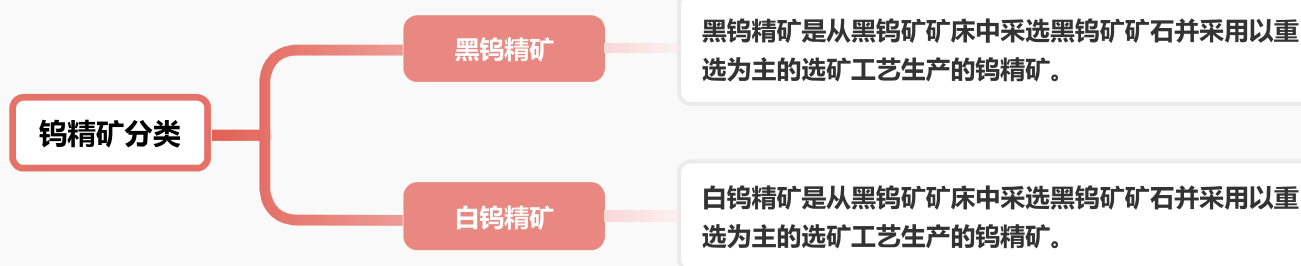 钨精矿分类
黑钨精矿
黑钨精矿是从黑钨矿矿床中采选黑钨矿矿石并采用以重
选为主的选矿工艺生产的钨精矿。
白钨精矿
白钨精矿是从黑钨矿矿床中采选黑钨矿矿石并采用以重
选为主的选矿工艺生产的钨精矿。